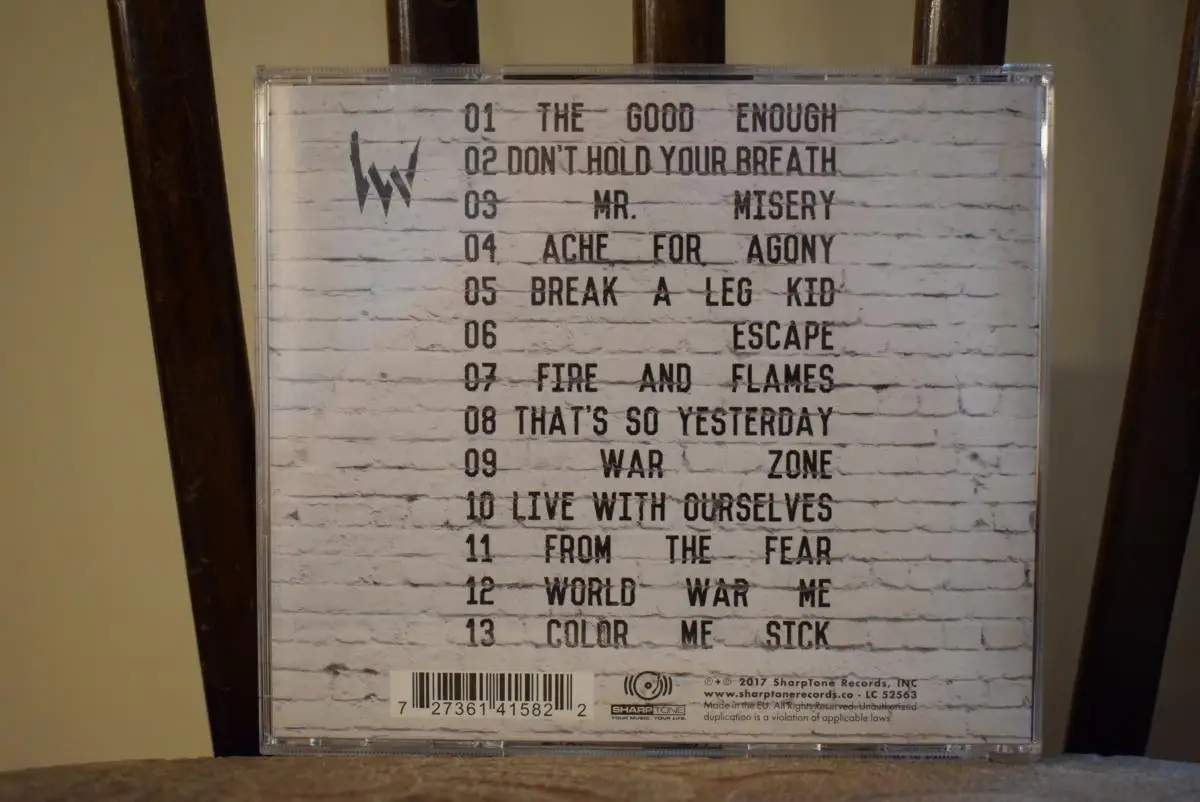 01 THE GOOD ENOUGH
02 DON'T HOLD YOUR BREATH
03 MR. MISERY
04 ACHE FOR AGONY
05 BREAK A LEG KID
06 ESCAPE
07 FIRE AND FLAMES
08 THAT'S SO YESTERDAY
09 WAR ZONE
10 LIVE WITH OURSELVES
11 FROM THE FEAR
12 WORLD WAR ME
13 COLOR ME SICK
7 27361 41582 2
SHARPTONE
YOUR MUSIC. YOUR LIFE.
℗+© 2017 SharpTone Records, INC
www.sharptonerecords.co - LC 52563
Made in the EU. All Rights Reserved. Unauthorized
duplication is a violation of applicable laws